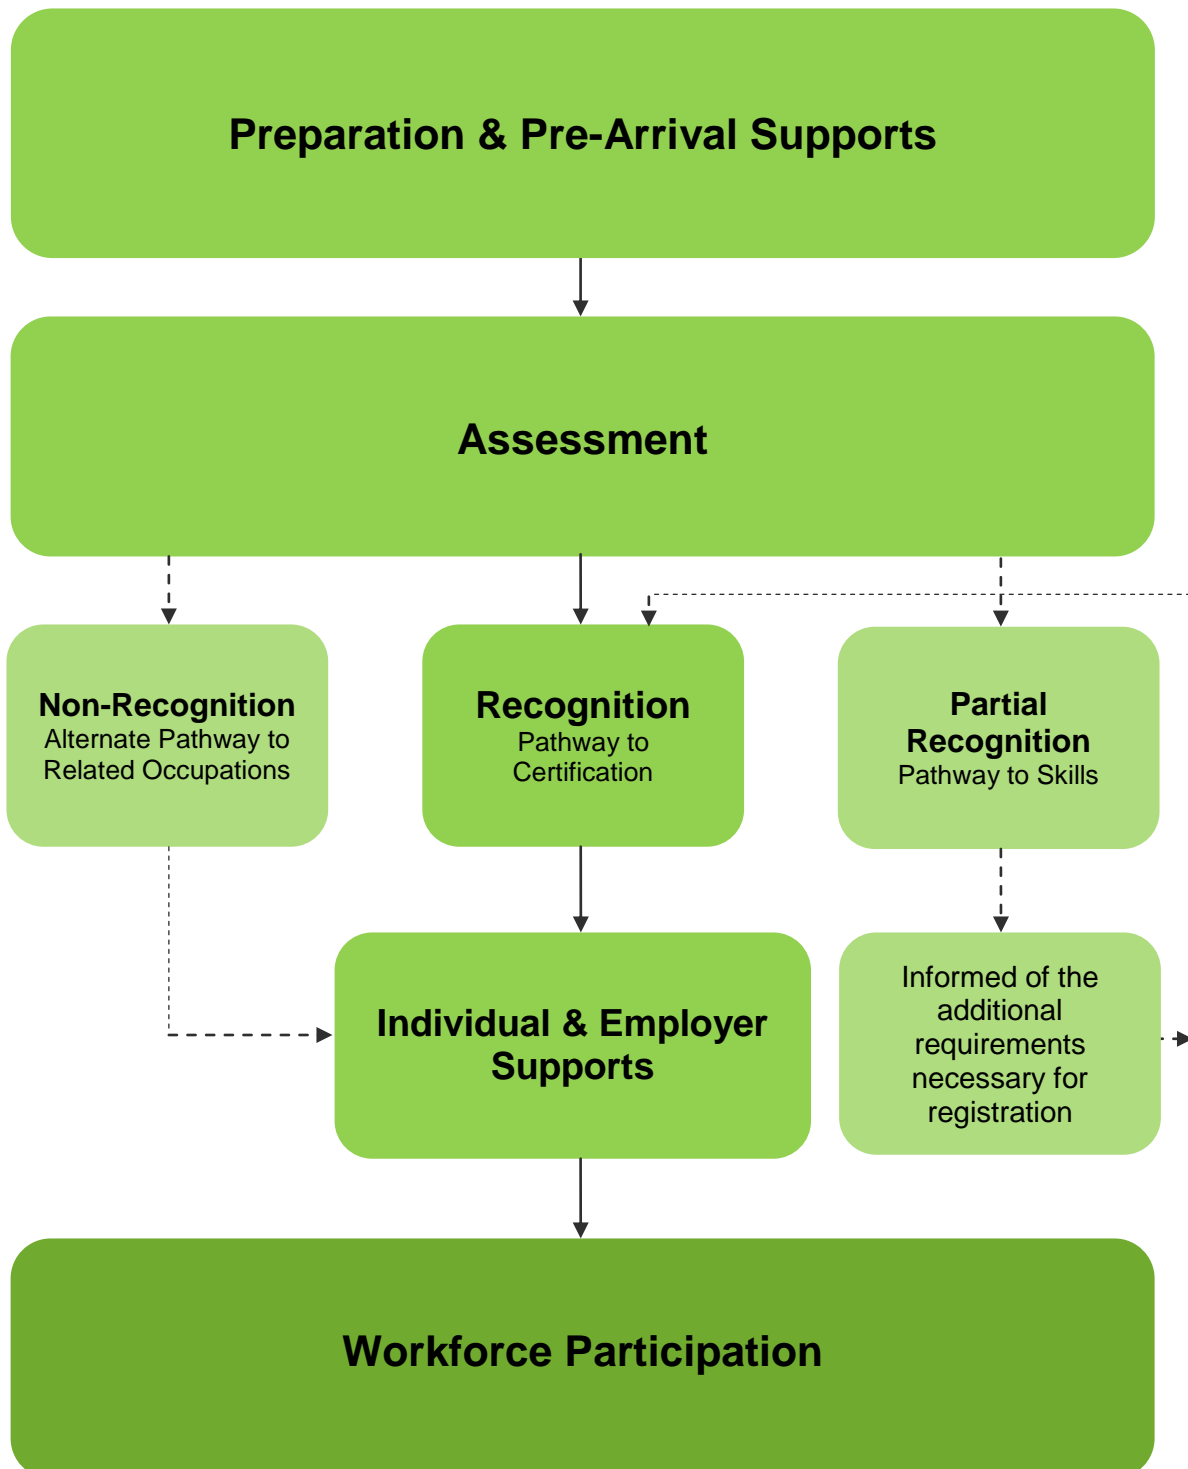 Preparation & Pre-Arrival Supports
Assessment
Non-Recognition
Alternate Pathway to
Related Occupations
Recognition
Pathway to
Certification
Partial
Recognition
Pathway to Skills
Individual & Employer
Supports
Informed of the
additional
requirements
necessary for
registration
Workforce Participation